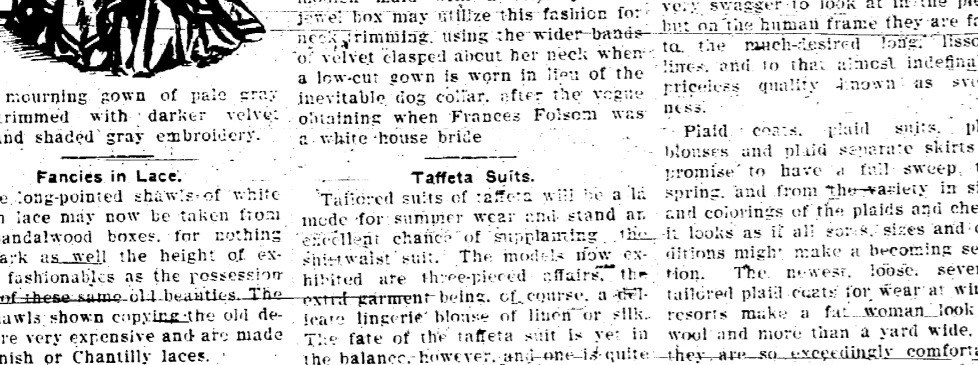 mourning gown of pale gray
trimmed with darker velvet
and shaded gray embroidery.
Fancies in Lace.
long-pointed shawls of white
lace may now be taken from
sandalwood boxes, for nothing
ark as well the height of ex-
fashionables as the possession
of these same old beauties. The
awls shown copying the old de-
re very expensive and are made
nish or Chantilly laces.
jewel box may utilize this fashion for
neck trimming, using the wider bands
of velvet clasped about her neck when
a low-cut gown is worn in lieu of the
inevitable dog collar, after the vogue
obtaining when Frances Folsom was
a white house bride
Taffeta Suits.
Tailored suits of taffeta will be a la
mode for summer wear and stand an
excellent chance of supplanting the
shirtwaist suit. The models now ex-
hibited are three-pieced affairs, the
extra garment being, of course, a del-
icate lingerie blouse of linen or silk.
The fate of the taffeta suit is yet in
the balance, however, and one is quite
very swagger to look at in the
but on the human frame they are
to the much-desired long,
lines, and to that almost
priceless quality known as
ness.
Plaid coats, plaid suits,
blouses and plaid separate skirts
promise to have a full sweep,
spring, and from the variety in
and colorings of the plaids and
it looks as if all sorts, sizes and
ditions might make a becoming
tion. The newest, loose,
tailored plaid coats for wear at
resorts make a fat woman look
wool and more than a yard wide,
they are so exceedingly